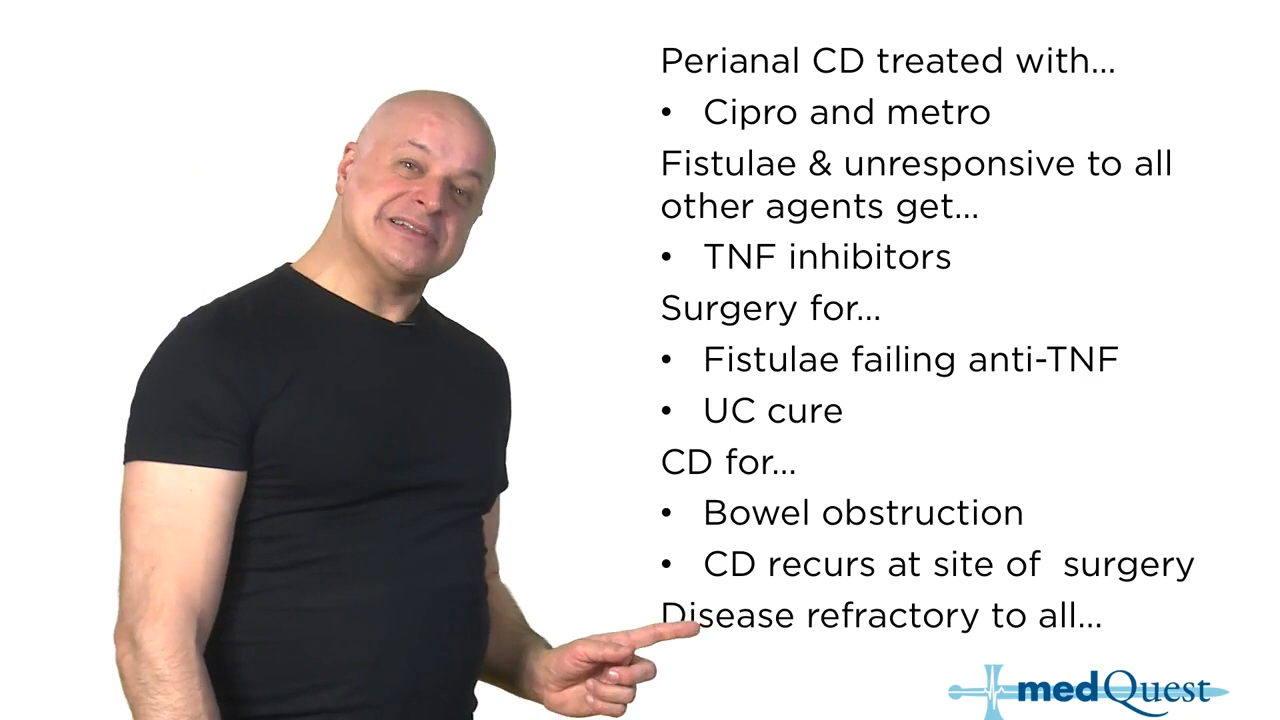 Perianal CD treated with...
• Cipro and metro
Fistulae & unresponsive to all
other agents get...
• TNF inhibitors
Surgery for...
• Fistulae failing anti-TNF
• UC cure
CD for...
• Bowel obstruction
• CD recurs at site of surgery
Disease refractory to all...
medQuest